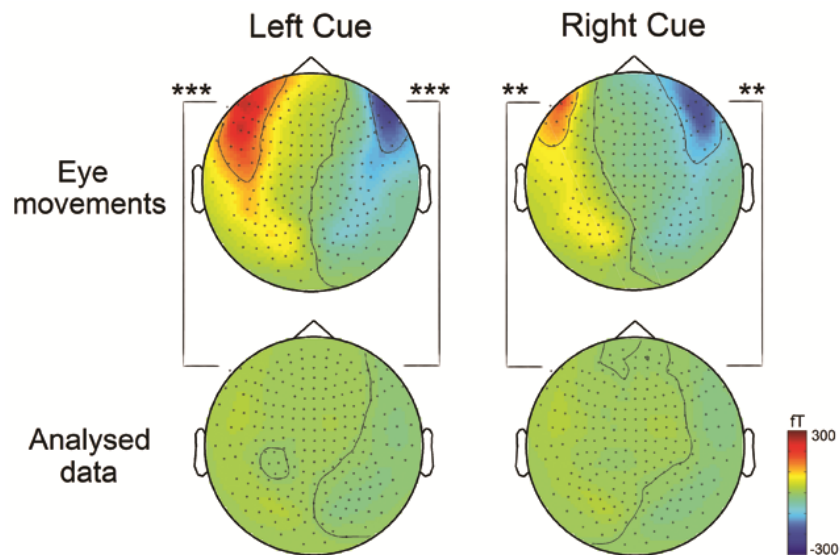 Left Cue
Right Cue
***
***
**
**
Eye
movements
Analysed
data
fT
300
-300